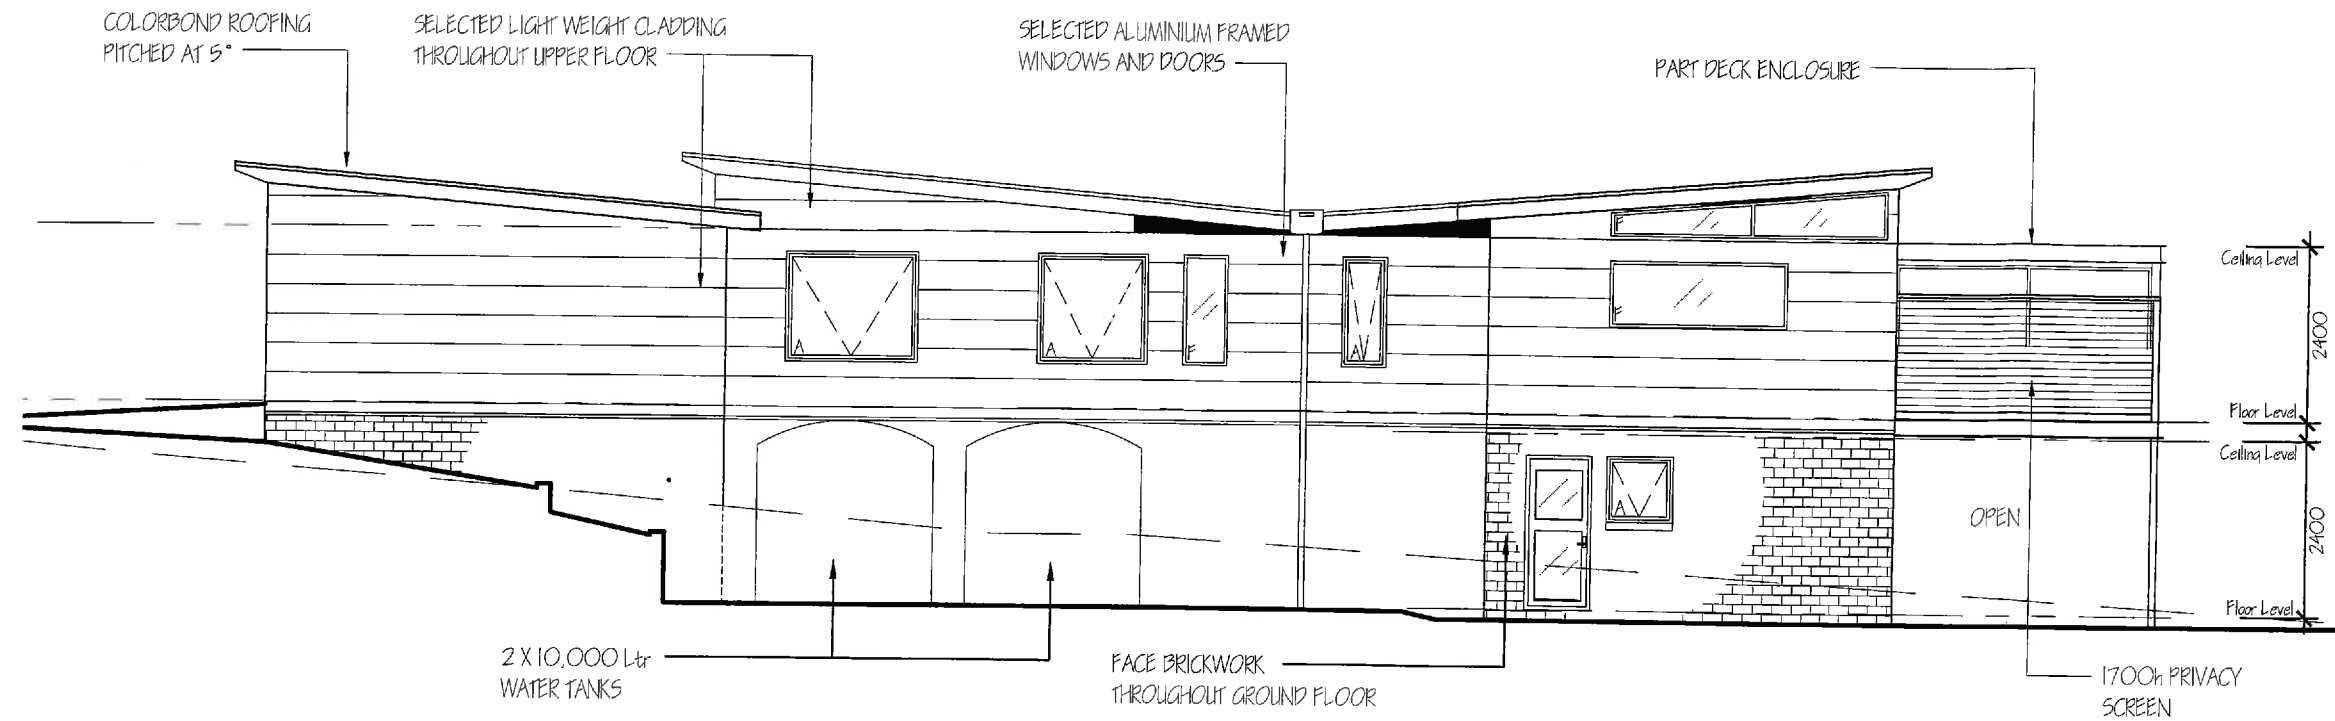 COLORBOND ROOFING
PITCHED AT 5°
SELECTED LIGHT WEIGHT CLADDING
THROUGHOUT UPPER FLOOR
SELECTED ALUMINIUM FRAMED
WINDOWS AND DOORS
PART DECK ENCLOSURE
F
F
A
A
F
A
A
Ceiling Level
2400
Floor Level
Ceiling Level
OPEN
2400
Floor Level
2 X 10,000 Ltr
WATER TANKS
FACE BRICKWORK
THROUGHOUT GROUND FLOOR
1700h PRIVACY
SCREEN